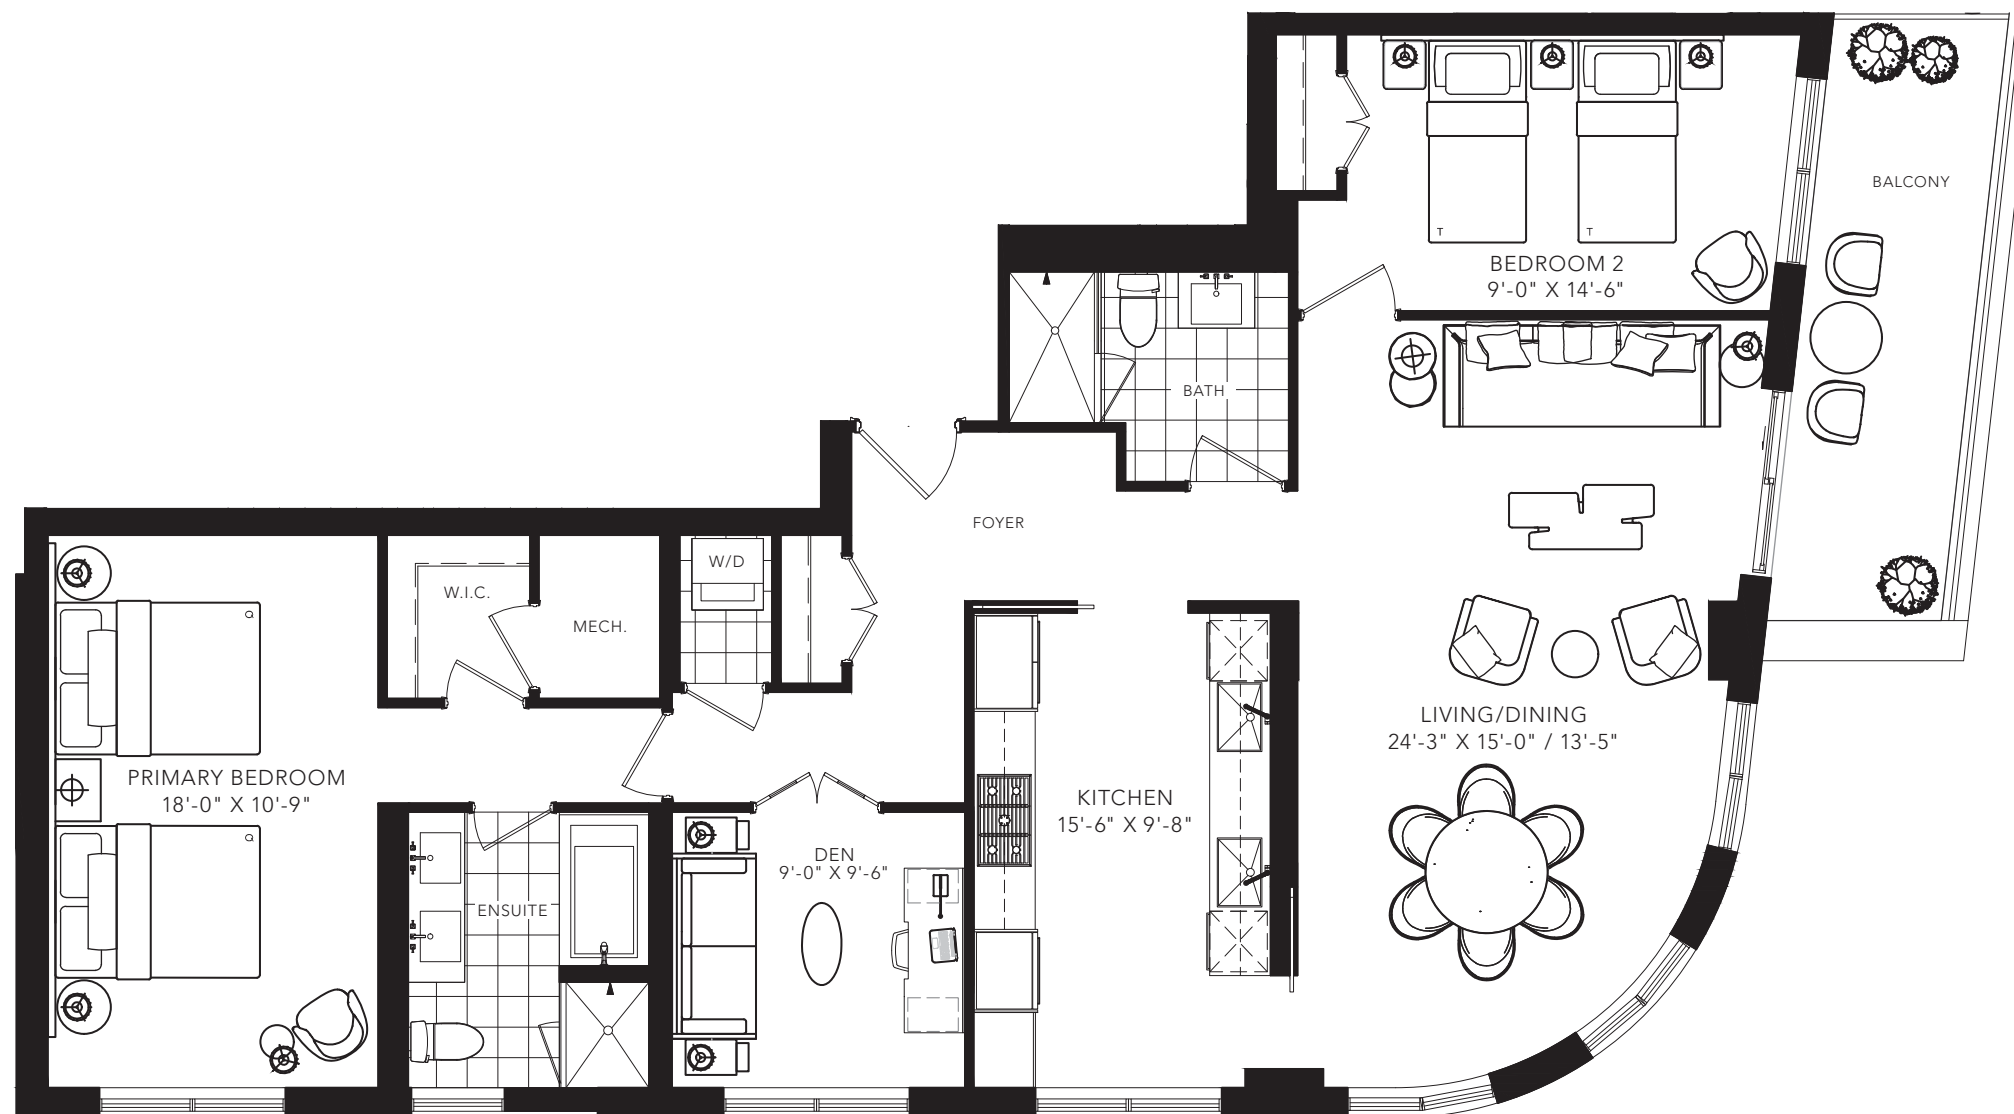 BALCONY
T
T
BEDROOM 2
9'-0" X 14'-6"
BATH
FOYER
W/D
W.I.C.
MECH.
Q
LIVING/DINING
24'-3" X 15'-0" / 13'-5"
PRIMARY BEDROOM
18'-0" X 10'-9"
KITCHEN
15'-6" X 9'-8"
Q
DEN
9'-0" X 9'-6"
ENSUITE